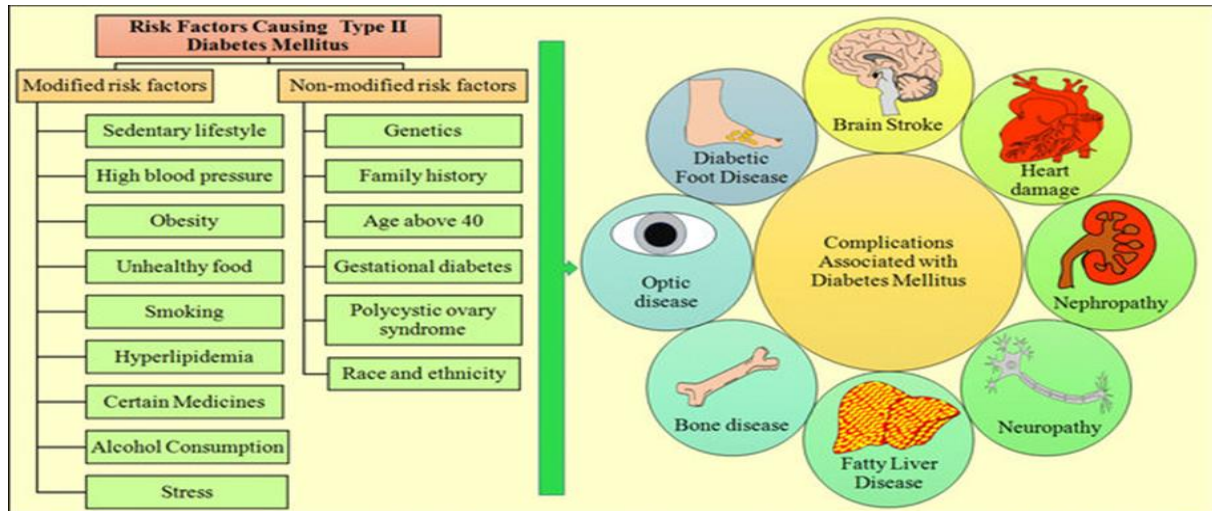 Risk Factors Causing Type II
Diabetes Mellitus
Modified risk factors
Sedentary lifestyle
High blood pressure
Obesity
Unhealthy food
Smoking
Hyperlipidemia
Certain Medicines
Alcohol Consumption
Stress
Non-modified risk factors
Genetics
Family history
Age above 40
Gestational diabetes
Polycystic ovary
syndrome
Race and ethnicity
Brain Stroke
Heart
damage
Nephropathy
Neuropathy
Fatty Liver
Disease
Bone disease
Optic
disease
Diabetic
Foot Disease
Complications
Associated with
Diabetes Mellitus